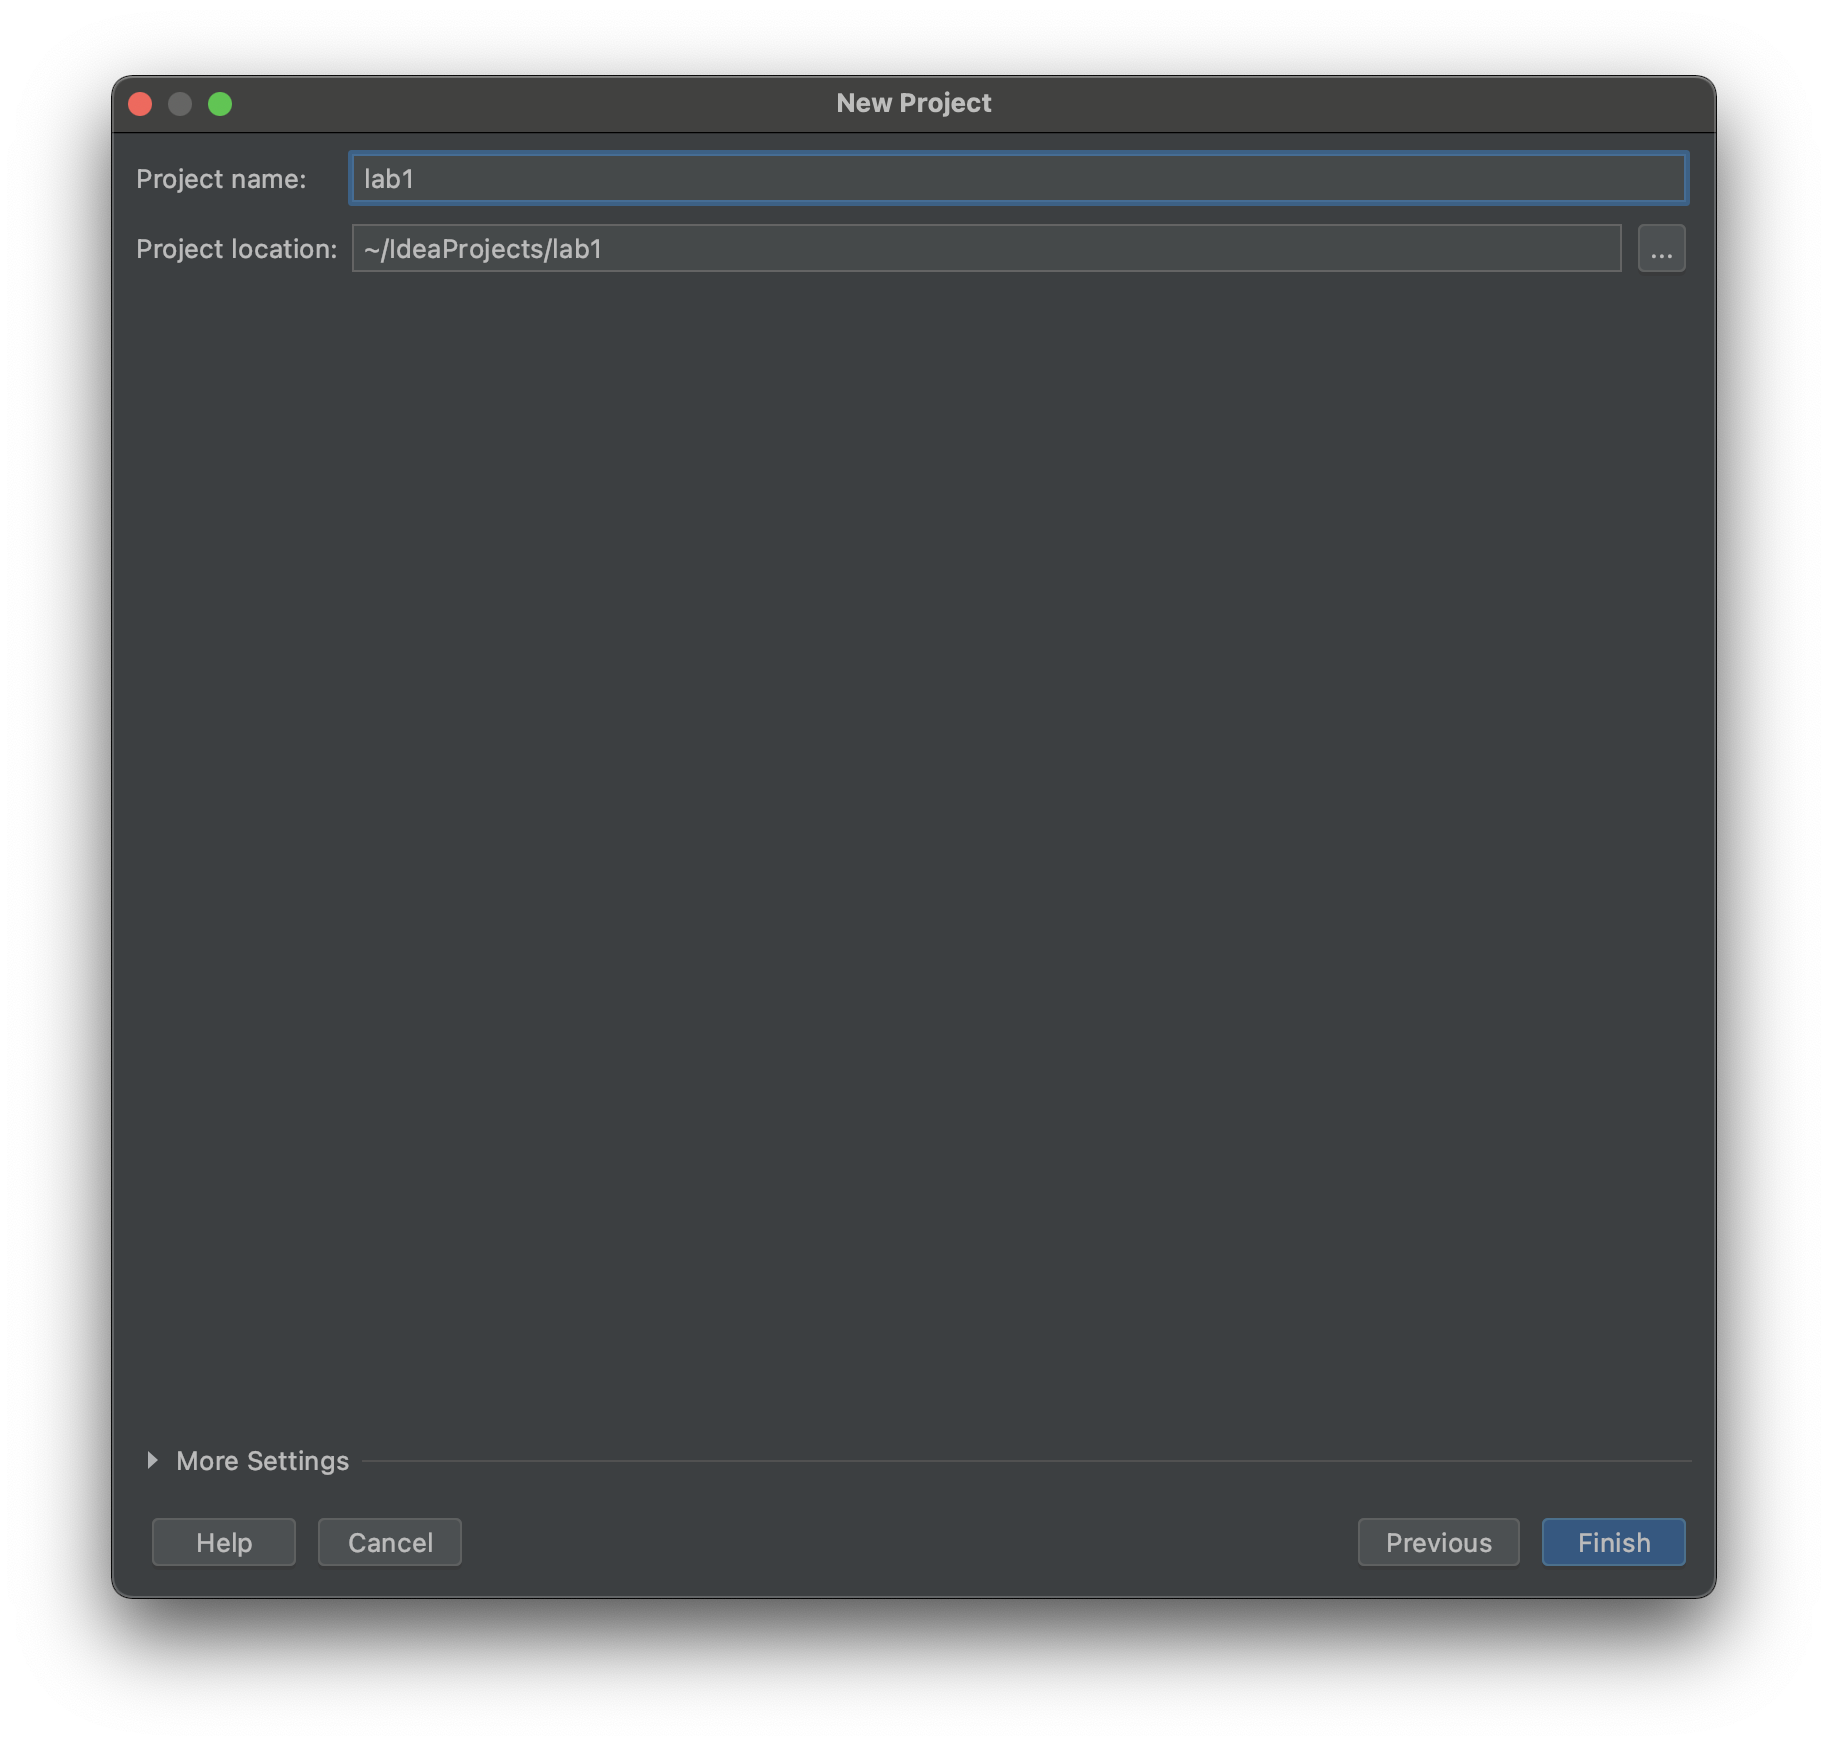 New Project
Project name: lab1
Project location: ~/IdeaProjects/lab1 ...
More Settings
Help Cancel Previous Finish